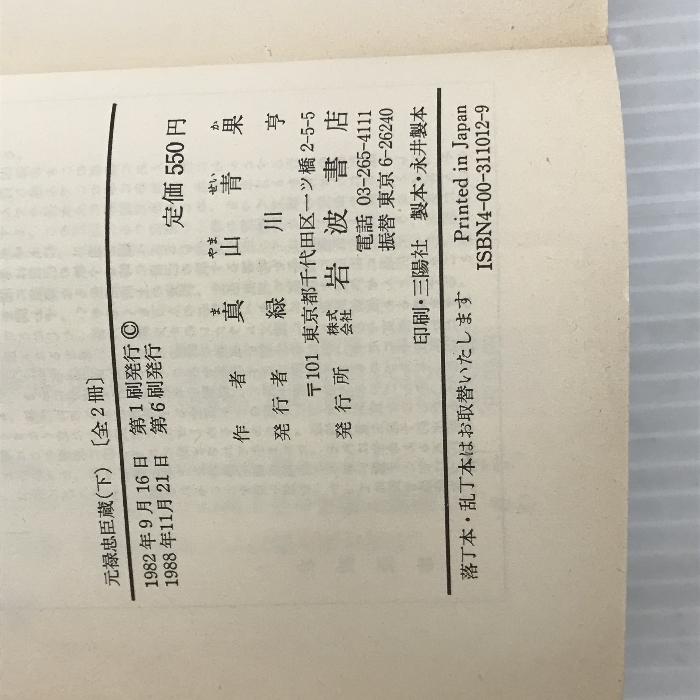 元禄忠臣蔵(下)〔全2冊〕
1982年9月16日 第1刷発行©
1988年11月21日 第6刷発行
定価 550円
作者 真山青果
ま やま せい か
発行者 緑川亨
〒101 東京都千代田区一ツ橋2-5-5
発行所 株式会社 岩波書店
電話 03-265-4111
振替 東京6-26240
印刷・三陽社 製本・永井製本
落丁本・乱丁本はお取替いたします
Printed in Japan
ISBN4-00-311012-9